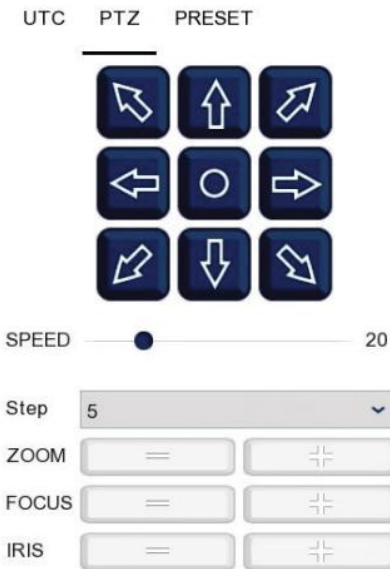 UTC PTZ PRESET
SPEED 20
Step 5
ZOOM
FOCUS
IRIS